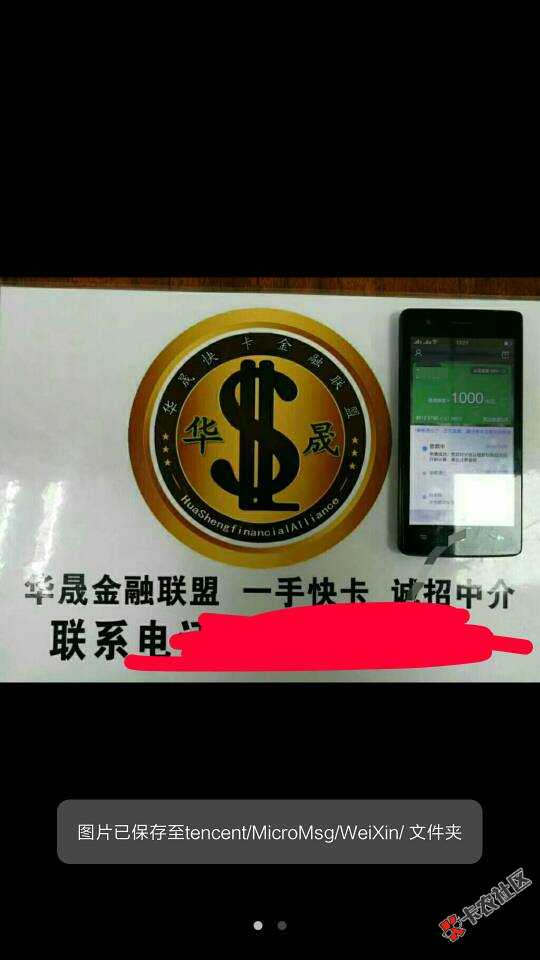 华晟快卡金融联盟
华 晟
HuaShengfinancialAlliance
1000
华晟金融联盟 一手快卡 诚招中介
联系电
图片已保存至tencent/MicroMsg/WeiXin/ 文件夹
卡农社区